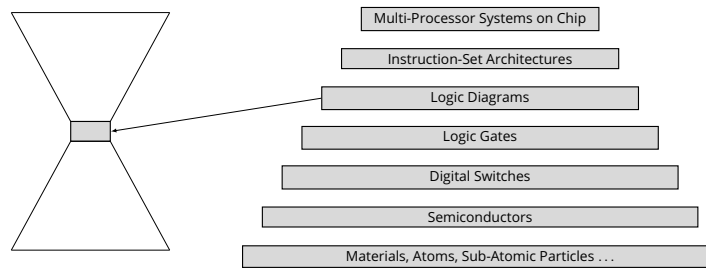 Multi-Processor Systems on Chip
Instruction-Set Architectures
Logic Diagrams
Logic Gates
Digital Switches
Semiconductors
Materials, Atoms, Sub-Atomic Particles . . .